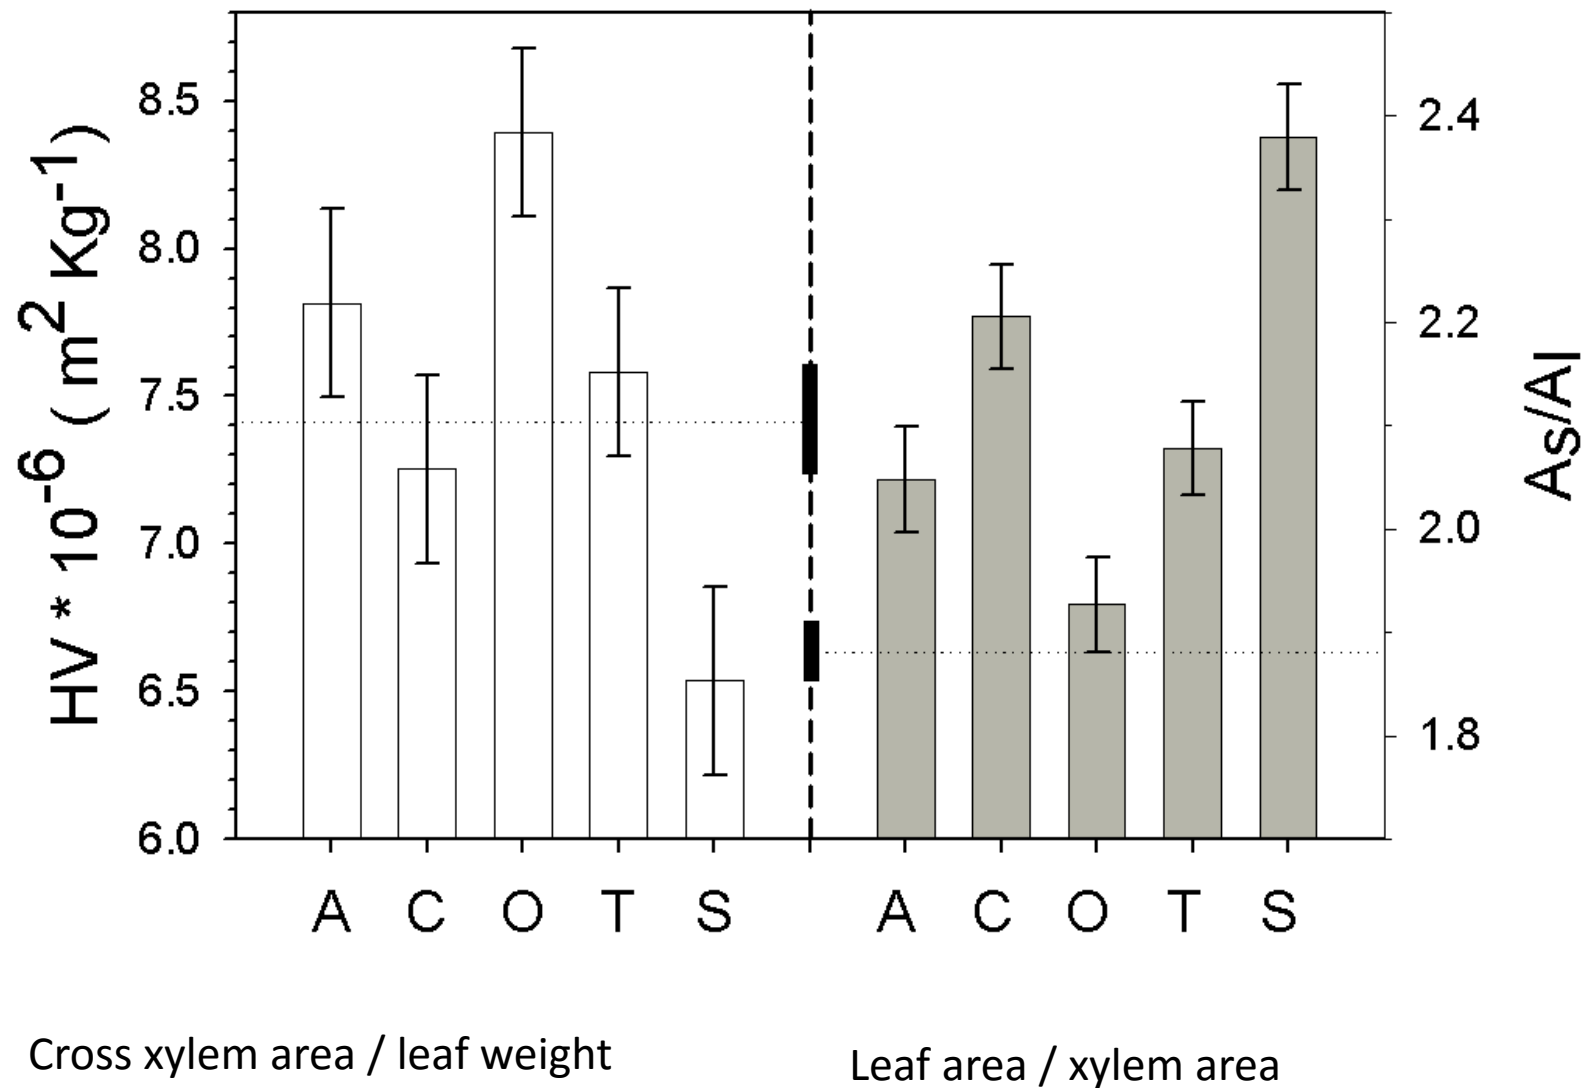 HV * 10⁻⁶ ( m² Kg⁻¹)
8.5
8.0
7.5
7.0
6.5
6.0
2.4
2.2
2.0
1.8
As/Al
A C O T S A C O T S
Cross xylem area / leaf weight
Leaf area / xylem area